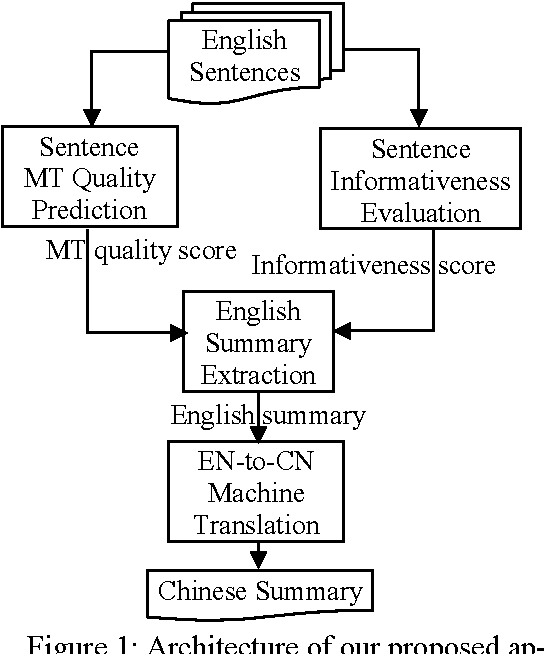 English
Sentences
Sentence
MT Quality
Prediction
Sentence
Informativeness
Evaluation
MT quality score
Informativeness score
English
Summary
Extraction
English summary
EN-to-CN
Machine
Translation
Chinese Summary
Figure 1: Architecture of our proposed ap-